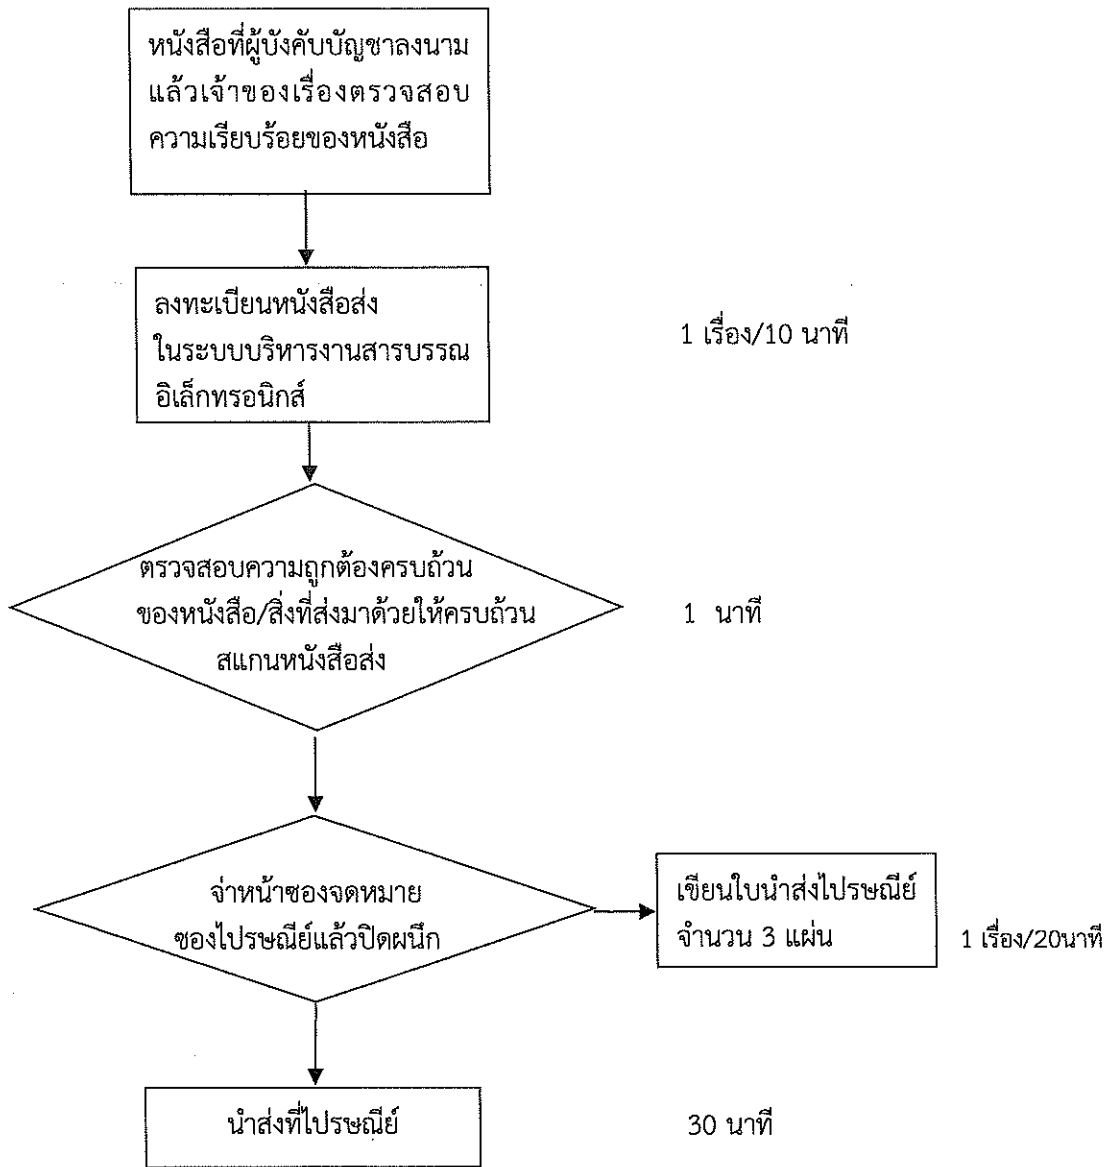 หนังสือที่ผู้บังคับบัญชาลงนาม
แล้วเจ้าของเรื่องตรวจสอบ
ความเรียบร้อยของหนังสือ
ลงทะเบียนหนังสือส่ง
ในระบบบริหารงานสารบรรณ
อิเล็กทรอนิกส์
1 เรื่อง/10 นาที
ตรวจสอบความถูกต้องครบถ้วน
ของหนังสือ/สิ่งที่ส่งมาด้วยให้ครบถ้วน
สแกนหนังสือส่ง
1 นาที
จ่าหน้าซองจดหมาย
ซองไปรษณีย์แล้วปิดผนึก
เขียนใบนำส่งไปรษณีย์
จำนวน 3 แผ่น
1 เรื่อง/20นาที
นำส่งที่ไปรษณีย์
30 นาที